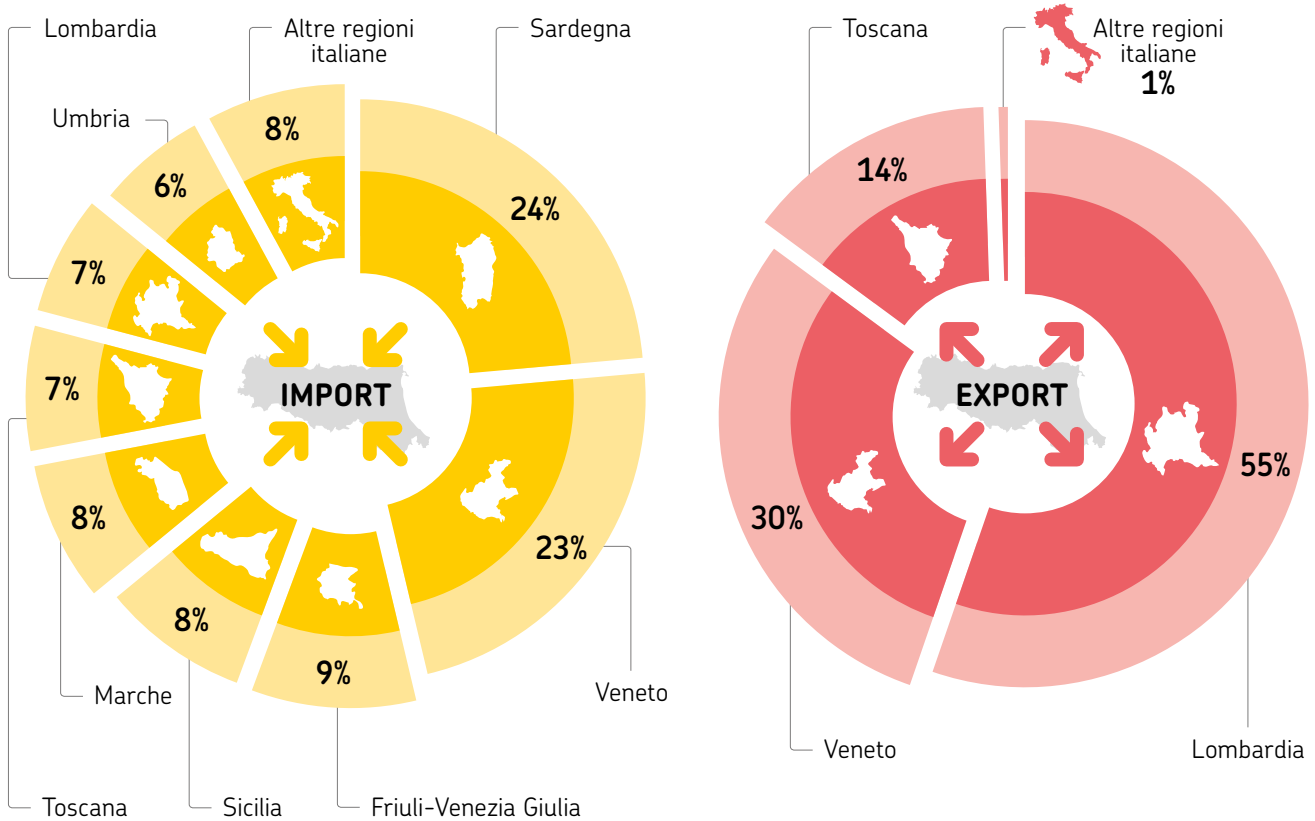 Lombardia
Altre regioni
italiane
Sardegna
Umbria
8%
6%
24%
7%
7%
IMPORT
8%
23%
8%
9%
Marche
Veneto
Toscana
Sicilia
Friuli-Venezia Giulia
Toscana
Altre regioni
italiane
1%
14%
EXPORT
55%
30%
Veneto
Lombardia